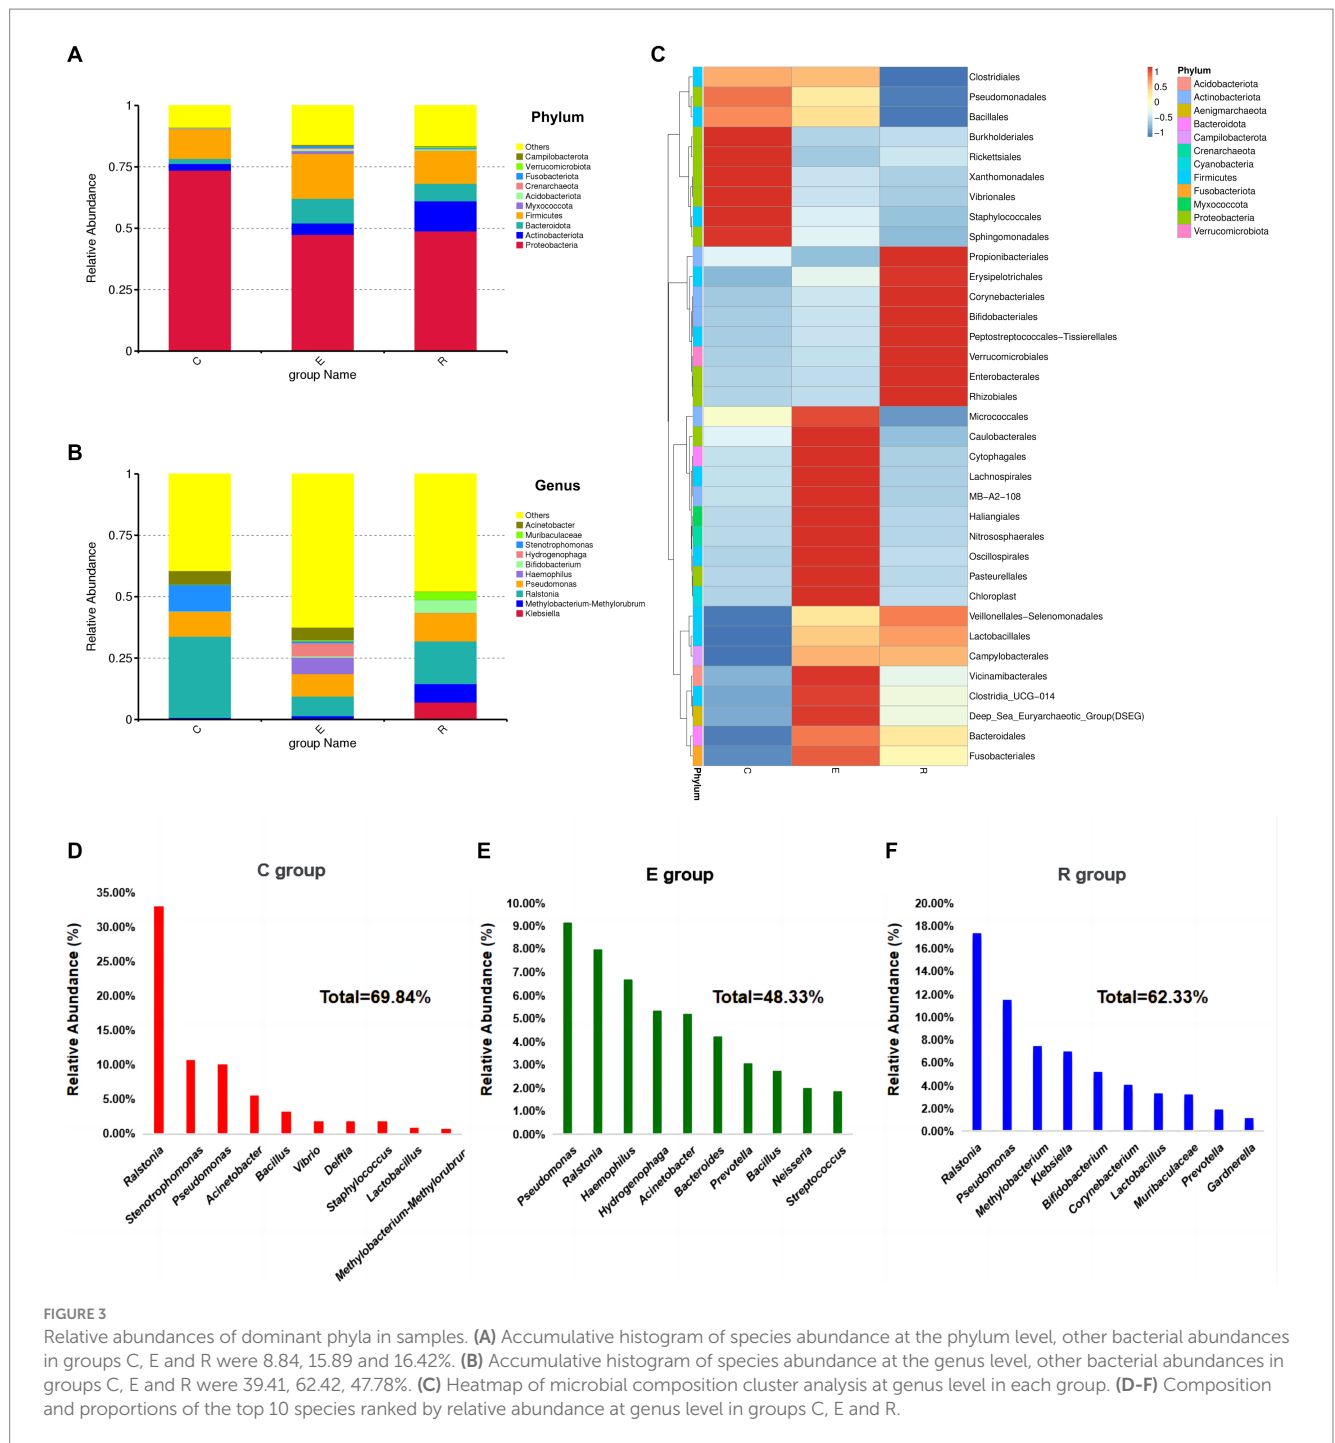 A
Phylum
1
0.75
0.5
0.25
0
Relative Abundance
C
E
R
group Name
Others
Campilobacterota
Verrucomicrobiota
Fusobacteriota
Crenarchaeota
Acidobacteriota
Myxococcota
Firmicutes
Bacteroidota
Actinobacteriota
Proteobacteria
B
Genus
1
0.75
0.5
0.25
0
Relative Abundance
C
E
R
group Name
Others
Acinetobacter
Muribaculaceae
Stenotrophomonas
Hydrogenophaga
Bifidobacterium
Haemophilus
Pseudomonas
Ralstonia
Methylobacterium-Methylorubrum
Klebsiella
C
Clostridiales
Pseudomonadales
Bacillales
Burkholderiales
Rickettsiales
Xanthomonadales
Vibrionales
Staphylococcales
Sphingomonadales
Propionibacteriales
Erysipelotrichales
Corynebacteriales
Bifidobacteriales
Peptostreptococcales−Tissierellales
Verrucomicrobiales
Enterobacterales
Rhizobiales
Micrococcales
Caulobacterales
Cytophagales
Lachnospirales
MB−A2−108
Haliangiales
Nitrososphaerales
Oscillospirales
Pasteurellales
Chloroplast
Veillonellales−Selenomonadales
Lactobacillales
Campylobacterales
Vicinamibacterales
Clostridia_UCG−014
Deep_Sea_Euryarchaeotic_Group(DSEG)
Bacteroidales
Fusobacteriales
Phylum
C
E
R
1
0.5
0
−0.5
−1
Phylum
Acidobacteriota
Actinobacteriota
Aenigmarchaeota
Bacteroidota
Campilobacterota
Crenarchaeota
Cyanobacteria
Firmicutes
Fusobacteriota
Myxococcota
Proteobacteria
Verrucomicrobiota
D
C group
35.00%
30.00%
25.00%
20.00%
15.00%
10.00%
5.00%
0.00%
Relative Abundance (%)
Total=69.84%
Ralstonia
Stenotrophomonas
Pseudomonas
Acinetobacter
Bacillus
Vibrio
Delftia
Staphylococcus
Lactobacillus
Methylobacterium-Methylorubrur
E
E group
10.00%
9.00%
8.00%
7.00%
6.00%
5.00%
4.00%
3.00%
2.00%
1.00%
0.00%
Relative Abundance (%)
Total=48.33%
Pseudomonas
Ralstonia
Haemophilus
Hydrogenophaga
Acinetobacter
Bacteroides
Prevotella
Bacillus
Neisseria
Streptococcus
F
R group
20.00%
18.00%
16.00%
14.00%
12.00%
10.00%
8.00%
6.00%
4.00%
2.00%
0.00%
Relative Abundance (%)
Total=62.33%
Ralstonia
Pseudomonas
Methylobacterium
Klebsiella
Bifidobacterium
Corynebacterium
Lactobacillus
Muribaculaceae
Prevotella
Gardnerella
FIGURE 3
Relative abundances of dominant phyla in samples. (A) Accumulative histogram of species abundance at the phylum level, other bacterial abundances
in groups C, E and R were 8.84, 15.89 and 16.42%. (B) Accumulative histogram of species abundance at the genus level, other bacterial abundances in
groups C, E and R were 39.41, 62.42, 47.78%. (C) Heatmap of microbial composition cluster analysis at genus level in each group. (D-F) Composition
and proportions of the top 10 species ranked by relative abundance at genus level in groups C, E and R.